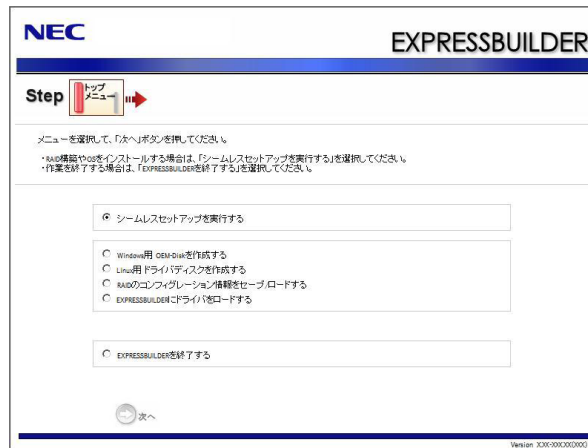 NEC
EXPRESSBUILDER
Step
トップ
メニュー
メニューを選択して、「次へ」ボタンを押してください。
・RAID構築やOSをインストールする場合は、「シームレスセットアップを実行する」を選択してください。
・作業を終了する場合は、「EXPRESSBUILDERを終了する」を選択してください。
シームレスセットアップを実行する
Windows用 OEM-Diskを作成する
Linux用 ドライバディスクを作成する
RAIDのコンフィグレーション情報をセーブ/ロードする
EXPRESSBUILDERにドライバをロードする
EXPRESSBUILDERを終了する
次へ